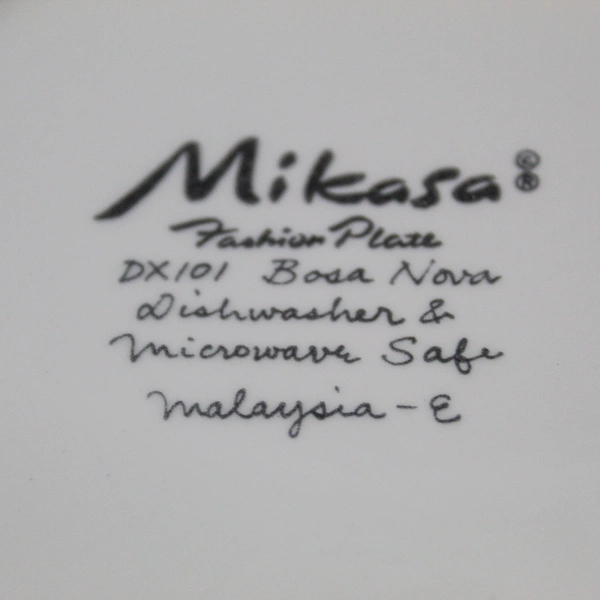 Mikasa ©®
Fashion Plate
DX101 Bosa Nova
Dishwasher &
Microwave Safe
Malaysia - E